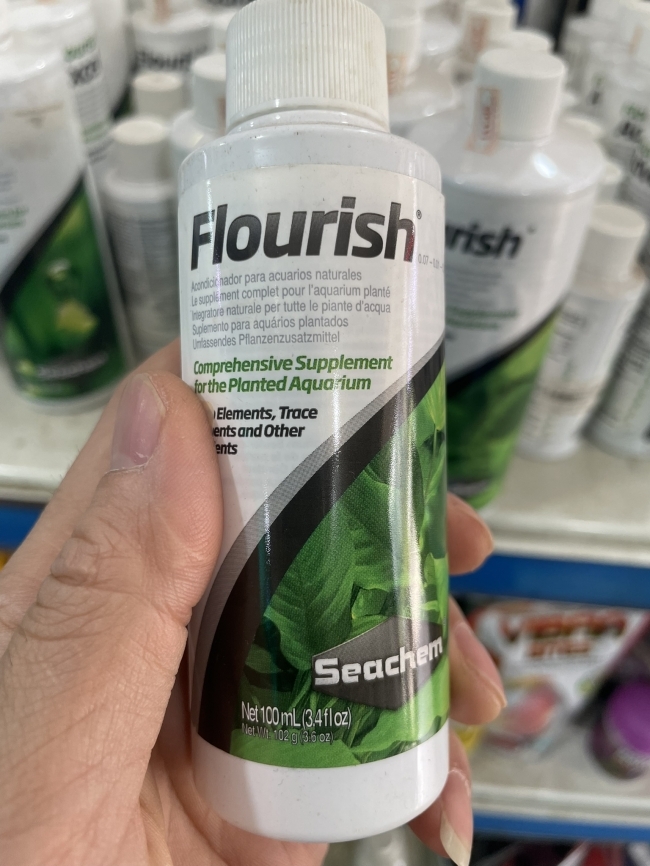 Flourish®
Acondicionador para acuarios naturales
Le supplément complet pour l'aquarium planté
Integratore naturale per tutte le piante d'acqua
Suplemento para aquários plantados
Umfassendes Pflanzenzusatzmittel
Comprehensive Supplement
for the Planted Aquarium
Elements, Trace
ents and Other
ents
Seachem
Net 100 mL (3.4 fl oz)
Net Wt. 102 g (3.6 oz)
rish